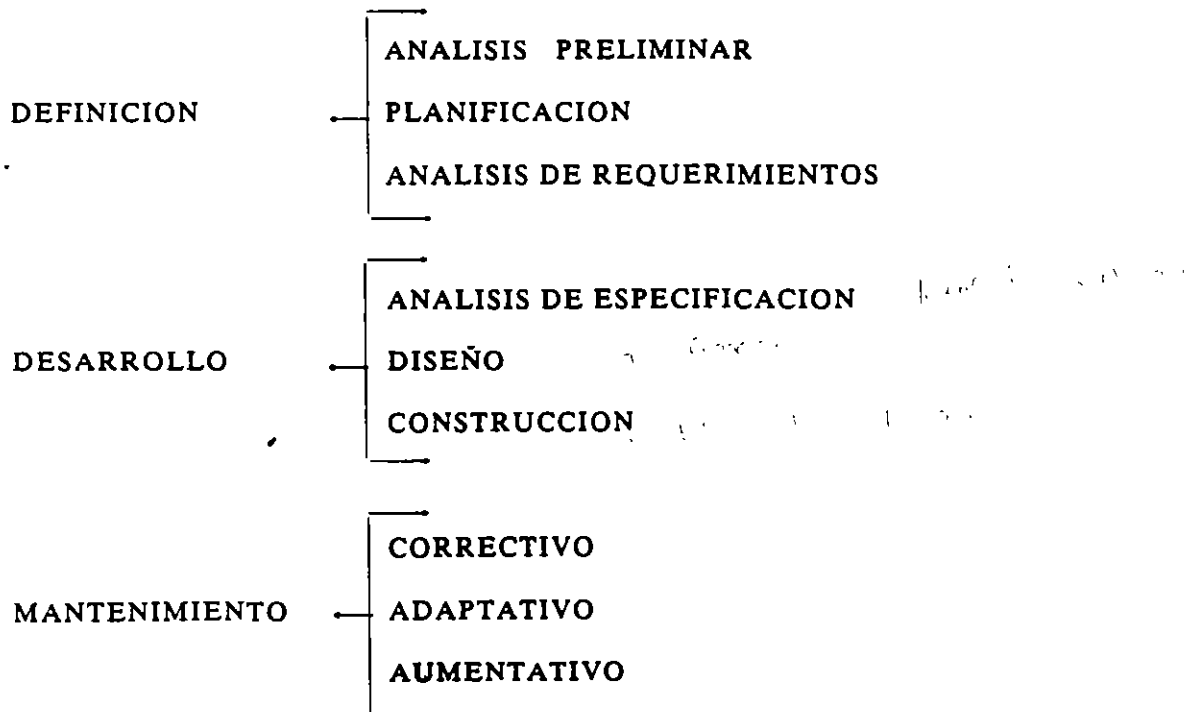 ANALISIS PRELIMINAR
DEFINICION
PLANIFICACION
ANALISIS DE REQUERIMIENTOS
ANALISIS DE ESPECIFICACION
DESARROLLO
DISEÑO
CONSTRUCCION
CORRECTIVO
MANTENIMIENTO
ADAPTATIVO
AUMENTATIVO